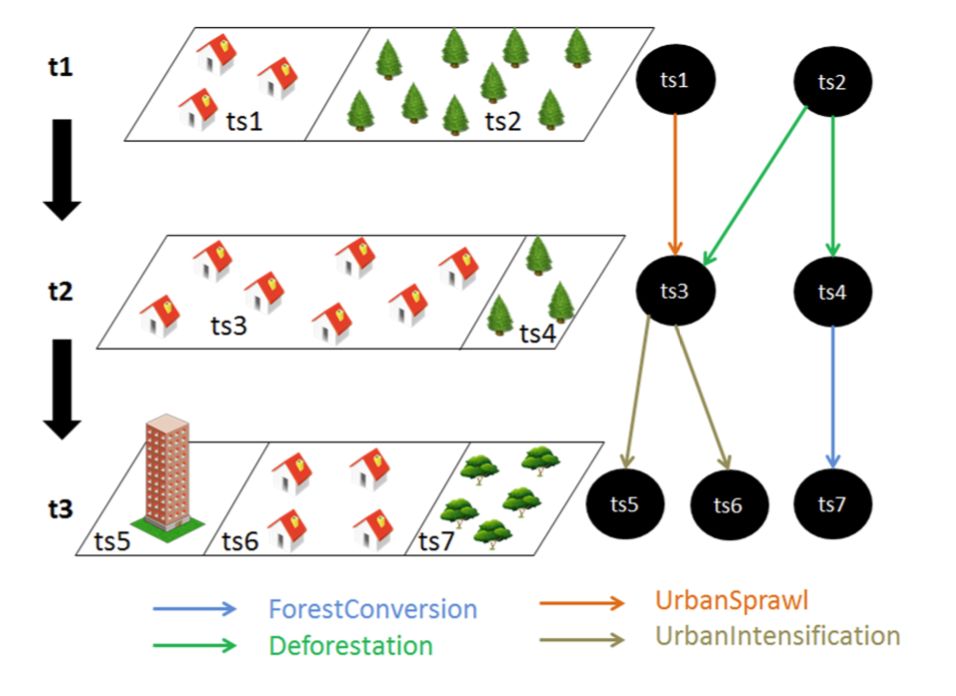 t1
ts1
ts2
ts1
ts2
t2
ts3
ts4
ts3
ts4
t3
ts5
ts6
ts7
ts5
ts6
ts7
ForestConversion
UrbanSprawl
Deforestation
UrbanIntensification